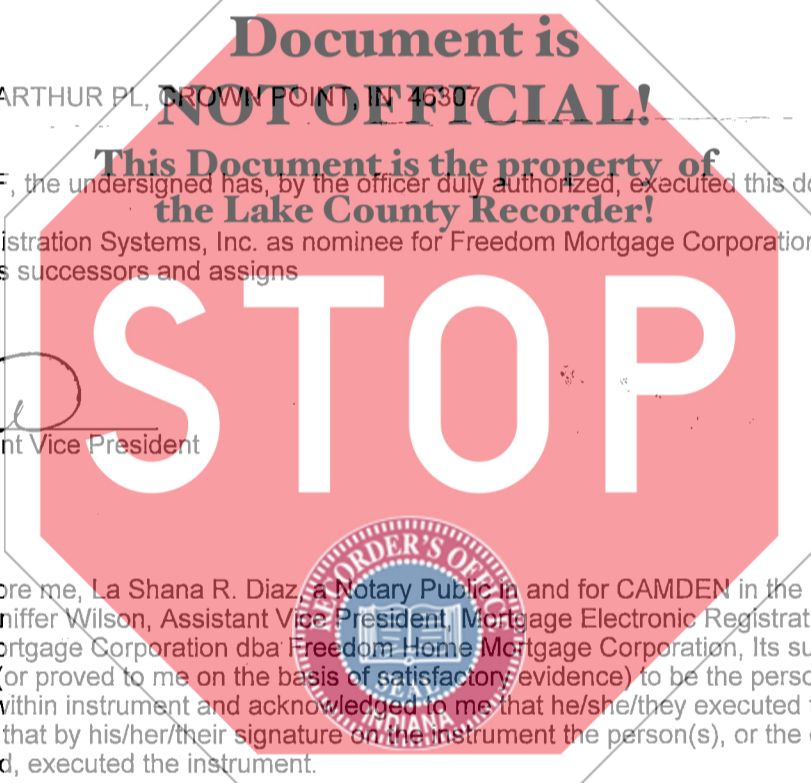 Document is
ARTHUR PL, CROWN POINT, IN 46307
NOT OFFICIAL!
This Document is the property of
F, the undersigned has, by the officer duly authorized, executed this do
the Lake County Recorder!
istration Systems, Inc. as nominee for Freedom Mortgage Corporation
s successors and assigns
STOP
nt Vice President
RECORDER'S OFFICE
ore me, La Shana R. Diaz, a Notary Public in and for CAMDEN in the
niffer Wilson, Assistant Vice President, Mortgage Electronic Registrat
ortgage Corporation dba Freedom Home Mortgage Corporation, Its su
(or proved to me on the basis of satisfactory evidence) to be the perso
SEAL
within instrument and acknowledged to me that he/she/they executed
INDIANA
that by his/her/their signature on the instrument the person(s), or the
d, executed the instrument.